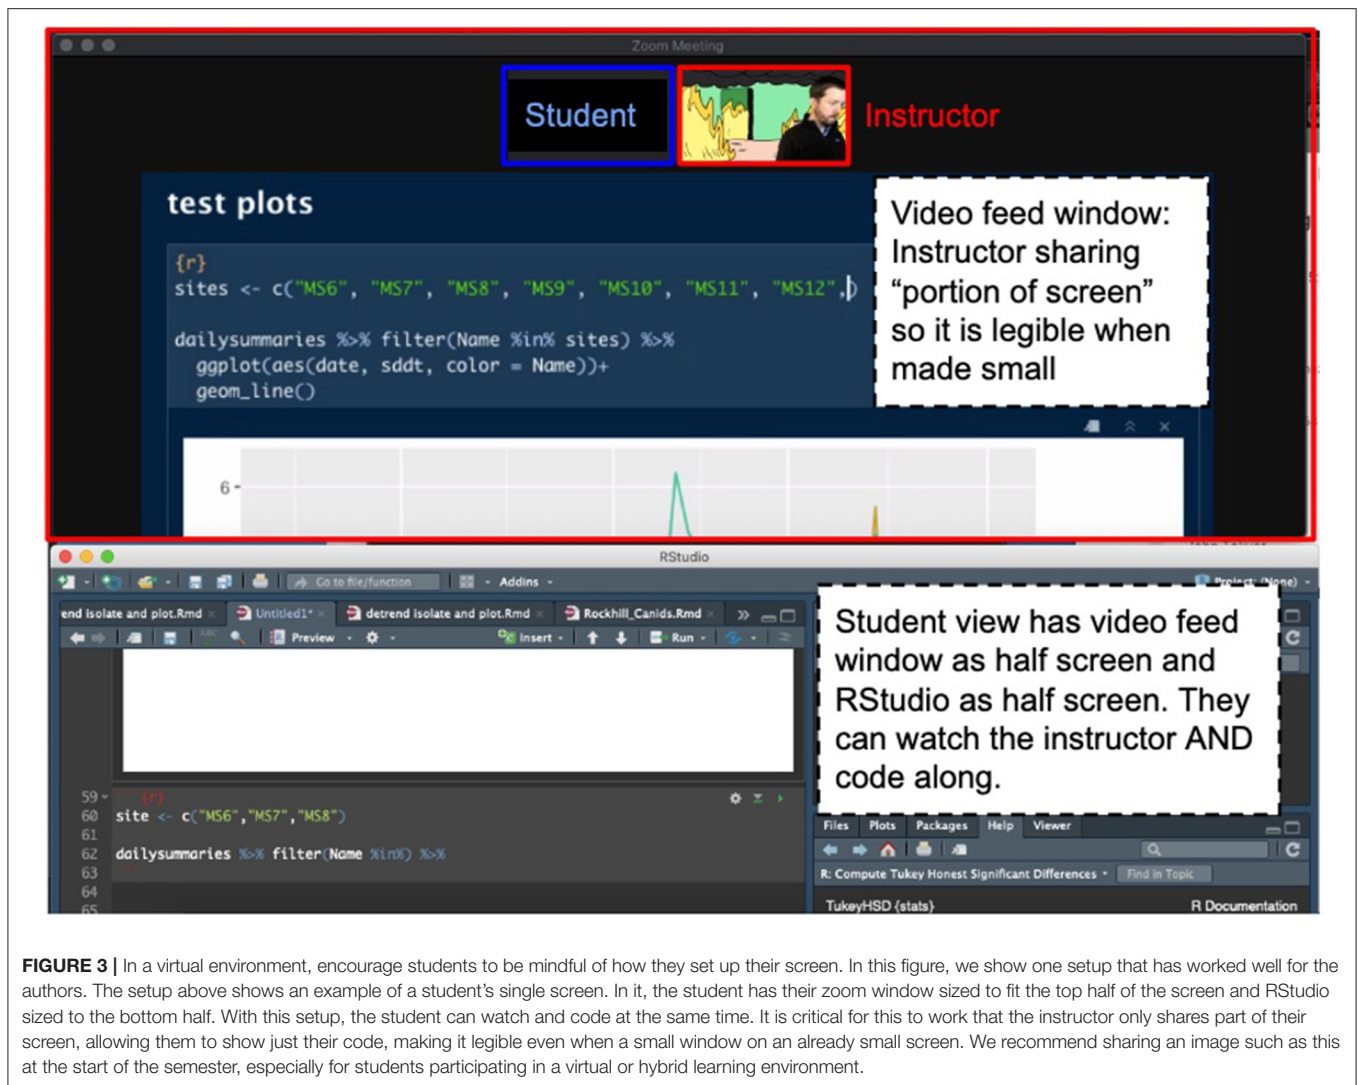 Zoom Meeting
Student
Instructor
test plots
{r}
sites <- c("MS6", "MS7", "MS8", "MS9", "MS10", "MS11", "MS12",)
dailysummaries %>% filter(Name %in% sites) %>%
ggplot(aes(date, sddt, color = Name))+
geom_line()
6
Video feed window:
Instructor sharing
“portion of screen”
so it is legible when
made small
RStudio
Go to file/function
Addins
Project: (None)
end isolate and plot.Rmd
Untitled1*
detrend isolate and plot.Rmd
Rockhill_Canids.Rmd
ABC
Preview
Insert
Run
Student view has video feed
window as half screen and
RStudio as half screen. They
can watch the instructor AND
code along.
59 {r}
60 site <- c("MS6","MS7","MS8")
61
62 dailysummaries %>% filter(Name %in%) %>%
63
64
65
Files Plots Packages Help Viewer
R: Compute Tukey Honest Significant Differences
Find in Topic
TukeyHSD {stats}
R Documentation
FIGURE 3 | In a virtual environment, encourage students to be mindful of how they set up their screen. In this figure, we show one setup that has worked well for the
authors. The setup above shows an example of a student’s single screen. In it, the student has their zoom window sized to fit the top half of the screen and RStudio
sized to the bottom half. With this setup, the student can watch and code at the same time. It is critical for this to work that the instructor only shares part of their
screen, allowing them to show just their code, making it legible even when a small window on an already small screen. We recommend sharing an image such as this
at the start of the semester, especially for students participating in a virtual or hybrid learning environment.